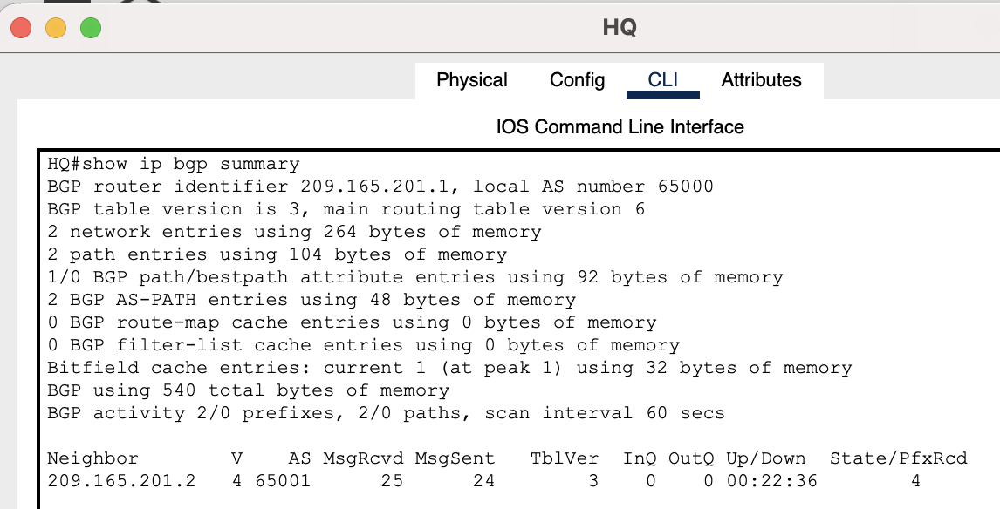 HQ
Physical Config CLI Attributes
IOS Command Line Interface
HQ#show ip bgp summary
BGP router identifier 209.165.201.1, local AS number 65000
BGP table version is 3, main routing table version 6
2 network entries using 264 bytes of memory
2 path entries using 104 bytes of memory
1/0 BGP path/bestpath attribute entries using 92 bytes of memory
2 BGP AS-PATH entries using 48 bytes of memory
0 BGP route-map cache entries using 0 bytes of memory
0 BGP filter-list cache entries using 0 bytes of memory
Bitfield cache entries: current 1 (at peak 1) using 32 bytes of memory
BGP using 540 total bytes of memory
BGP activity 2/0 prefixes, 2/0 paths, scan interval 60 secs
Neighbor V AS MsgRcvd MsgSent TblVer InQ OutQ Up/Down State/PfxRcd
209.165.201.2 4 65001 25 24 3 0 0 00:22:36 4